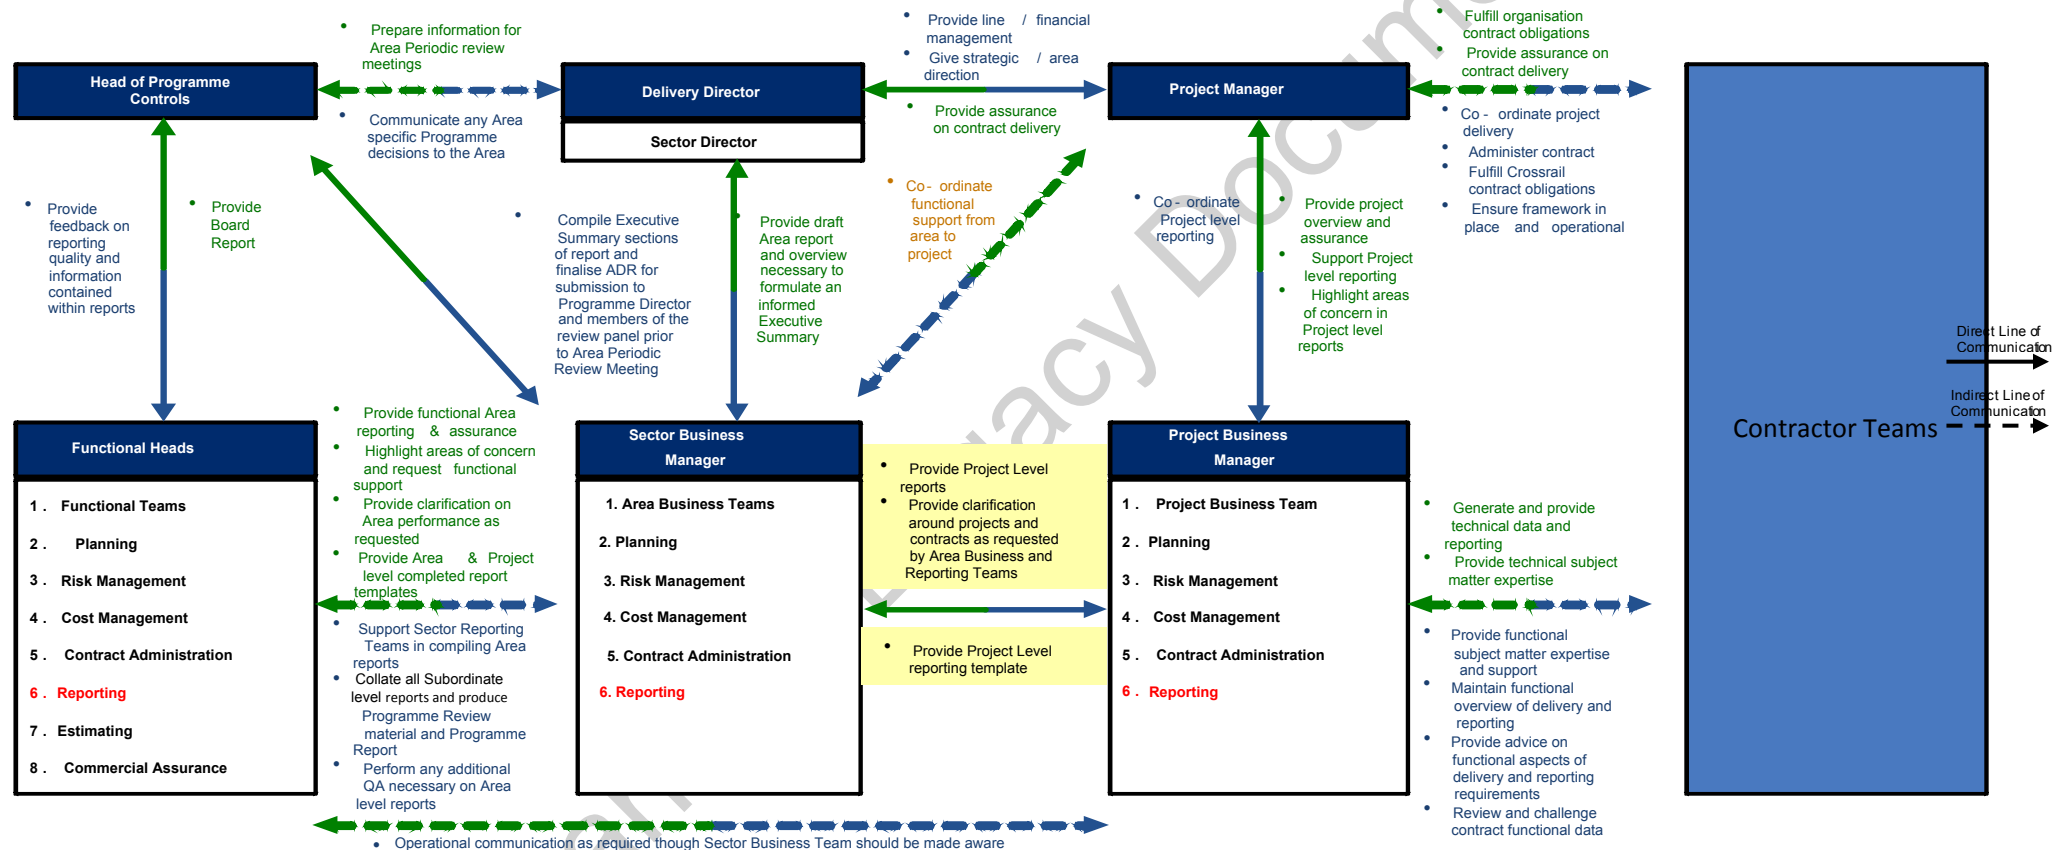 Prepare information for
Area Periodic review
meetings
Provide line / financial
management
Give strategic / area
direction
Fulfill organisation
contract obligations
Provide assurance on
contract delivery
Head of Programme
Controls
Delivery Director
Sector Director
Project Manager
Communicate any Area
specific Programme
decisions to the Area
Provide assurance
on contract delivery
Co - ordinate project
delivery
Administer contract
Fulfill Crossrail
contract obligations
Ensure framework in
place and operational
Provide
feedback on
reporting
quality and
information
contained
within reports
Provide
Board
Report
Compile Executive
Summary sections
of report and
finalise ADR for
submission to
Programme Director
and members of the
review panel prior
to Area Periodic
Review Meeting
Provide draft
Area report
and overview
necessary to
formulate an
informed
Executive
Summary
Co - ordinate
functional
support from
area to
project
Co - ordinate
Project level
reporting
Provide project
overview and
assurance
Support Project
level reporting
Highlight areas
of concern in
Project level
reports
Direct Line of
Communication
Indirect Line of
Communication
Contractor Teams
Functional Heads
1 . Functional Teams
2 . Planning
3 . Risk Management
4 . Cost Management
5 . Contract Administration
6 . Reporting
7 . Estimating
8 . Commercial Assurance
Provide functional Area
reporting & assurance
Highlight areas of concern
and request functional
support
Provide clarification on
Area performance as
requested
Provide Area & Project
level completed report
templates
Support Sector Reporting
Teams in compiling Area
reports
Collate all Subordinate
level reports and produce
Programme Review
material and Programme
Report
Perform any additional
QA necessary on Area
level reports
Sector Business
Manager
1. Area Business Teams
2. Planning
3. Risk Management
4. Cost Management
5. Contract Administration
6. Reporting
Provide Project Level
reports
Provide clarification
around projects and
contracts as requested
by Area Business and
Reporting Teams
Provide Project Level
reporting template
Project Business
Manager
1 . Project Business Team
2 . Planning
3 . Risk Management
4 . Cost Management
5 . Contract Administration
6 . Reporting
Generate and provide
technical data and
reporting
Provide technical subject
matter expertise
Provide functional
subject matter expertise
and support
Maintain functional
overview of delivery and
reporting
Provide advice on
functional aspects of
delivery and reporting
requirements
Review and challenge
contract functional data
Operational communication as required though Sector Business Team should be made aware